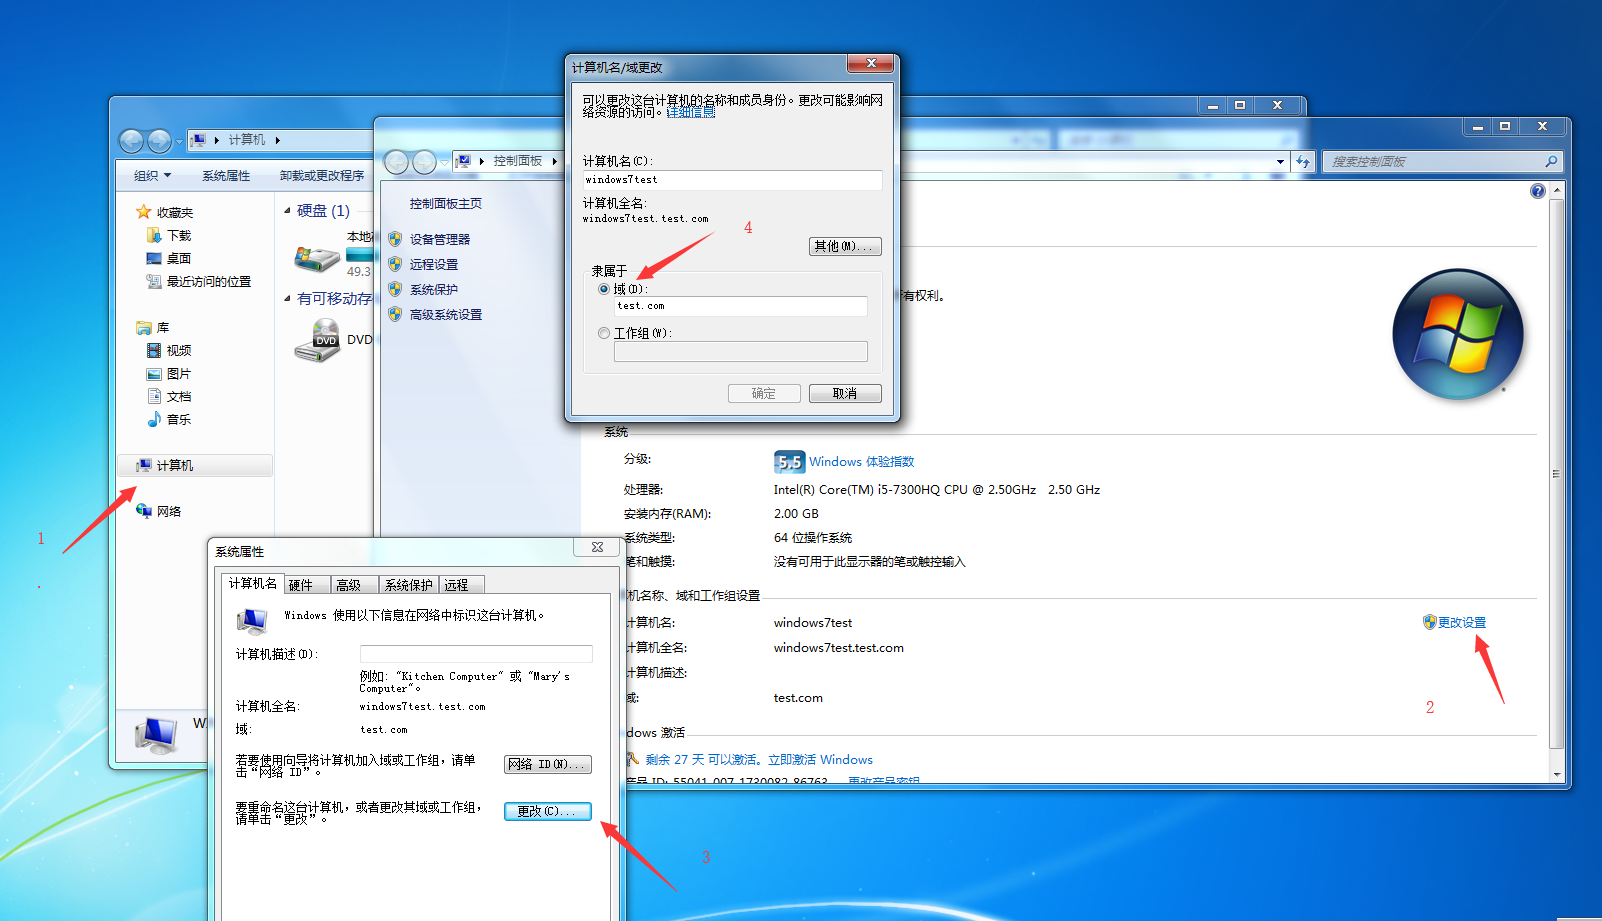 计算机名/域更改
可以更改这台计算机的名称和成员身份。更改可能影响网
络资源的访问。详细信息
计算机名(C):
windows7test
计算机全名:
windows7test.test.com
4
其他(M)...
隶属于
域(D):
test.com
工作组(W):
确定
取消
计算机
组织
系统属性
卸载或更改程序
收藏夹
下载
桌面
最近访问的位置
库
视频
图片
文档
音乐
计算机
网络
1
硬盘 (1)
本地
49.3
有可移动存
DVD
DVD
控制面板
搜索控制面板
控制面板主页
设备管理器
远程设置
系统保护
高级系统设置
有权利。
系统
分级:
5.5 Windows 体验指数
处理器:
Intel(R) Core(TM) i5-7300HQ CPU @ 2.50GHz 2.50 GHz
安装内存(RAM):
2.00 GB
系统类型:
64 位操作系统
笔和触摸:
没有可用于此显示器的笔或触控输入
机名称、域和工作组设置
计算机名:
windows7test
更改设置
计算机全名:
windows7test.test.com
计算机描述:
域:
test.com
2
dows 激活
剩余 27 天 可以激活。立即激活 Windows
产品 ID: 55041-007-1730082-86763
更改产品密钥
系统属性
计算机名
硬件
高级
系统保护
远程
Windows 使用以下信息在网络中标识这台计算机。
计算机描述(D):
例如: "Kitchen Computer" 或 "Mary's
Computer"。
计算机全名:
windows7test.test.com
域:
test.com
若要使用向导将计算机加入域或工作组，请单
击"网络 ID"。
网络 ID(N)...
要重命名这台计算机，或者更改其域或工作组，
请单击"更改"。
更改(C)...
3